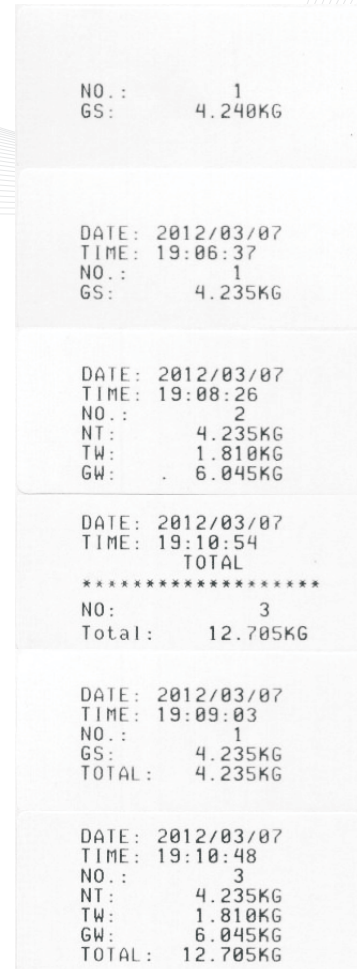 NO.: 1
GS: 4.240KG
DATE: 2012/03/07
TIME: 19:06:37
NO.: 1
GS: 4.235KG
DATE: 2012/03/07
TIME: 19:08:26
NO.: 2
NT: 4.235KG
TW: 1.810KG
GW: . 6.045KG
DATE: 2012/03/07
TIME: 19:10:54
TOTAL
********************
NO: 3
Total: 12.705KG
DATE: 2012/03/07
TIME: 19:09:03
NO.: 1
GS: 4.235KG
TOTAL: 4.235KG
DATE: 2012/03/07
TIME: 19:10:48
NO.: 3
NT: 4.235KG
TW: 1.810KG
GW: 6.045KG
TOTAL: 12.705KG